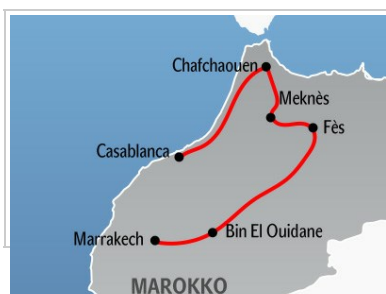 Chafchaouen
Meknès
Fès
Casablanca
Bin El Ouidane
Marrakech
MAROKKO